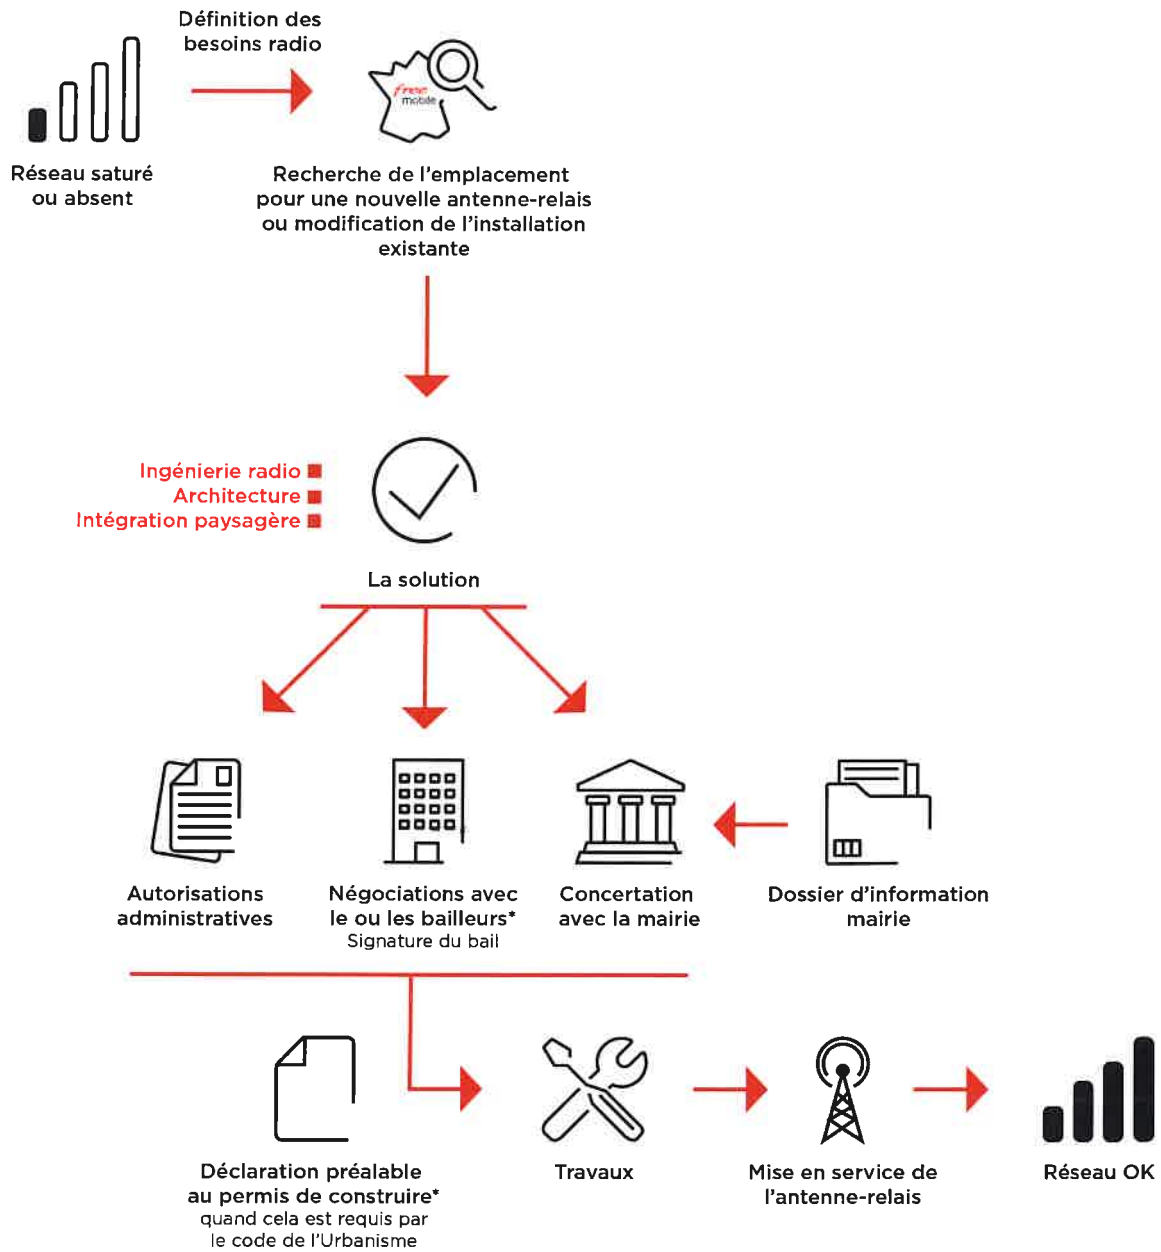 Définition des
besoins radio
free
mobile
Réseau saturé
ou absent
Recherche de l'emplacement
pour une nouvelle antenne-relais
ou modification de l'installation
existante
Ingénierie radio
Architecture
Intégration paysagère
La solution
Autorisations
administratives
Négociations avec
le ou les bailleurs*
Signature du bail
Concertation
avec la mairie
Dossier d'information
mairie
Déclaration préalable
au permis de construire*
quand cela est requis par
le code de l'Urbanisme
Travaux
Mise en service de
l'antenne-relais
Réseau OK